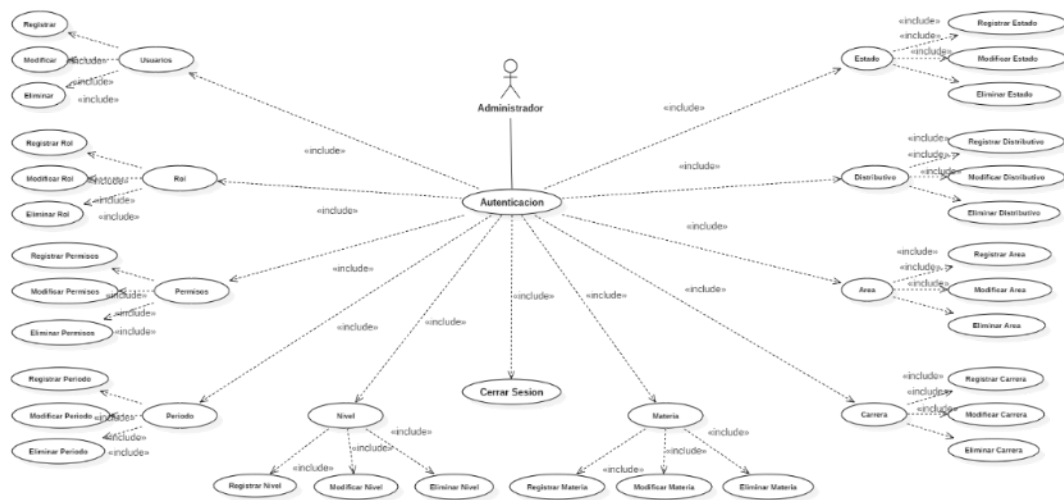 Registrar
Modificar
Eliminar
Usuarios
«include»
«include»
«include»
Administrador
Estado
«include»
«include»
«include»
«include»
Registrar Estado
Modificar Estado
Eliminar Estado
Registrar Rol
Modificar Rol
Eliminar Rol
Rol
«include»
«include»
«include»
Autenticacion
«include»
Distributivo
«include»
«include»
«include»
Registrar Distributivo
Modificar Distributivo
Eliminar Distributivo
Registrar Permisos
Modificar Permisos
Eliminar Permisos
Permisos
«include»
«include»
«include»
«include»
Area
«include»
«include»
«include»
Registrar Area
Modificar Area
Eliminar Area
Registrar Periodo
Modificar Periodo
Eliminar Periodo
Periodo
«include»
«include»
«include»
«include»
«include»
«include»
«include»
«include»
Cerrar Sesion
Nivel
«include»
«include»
«include»
Registrar Nivel
Modificar Nivel
Eliminar Nivel
Materia
«include»
«include»
«include»
Registrar Materia
Modificar Materia
Eliminar Materia
Carrera
«include»
«include»
«include»
Registrar Carrera
Modificar Carrera
Eliminar Carrera